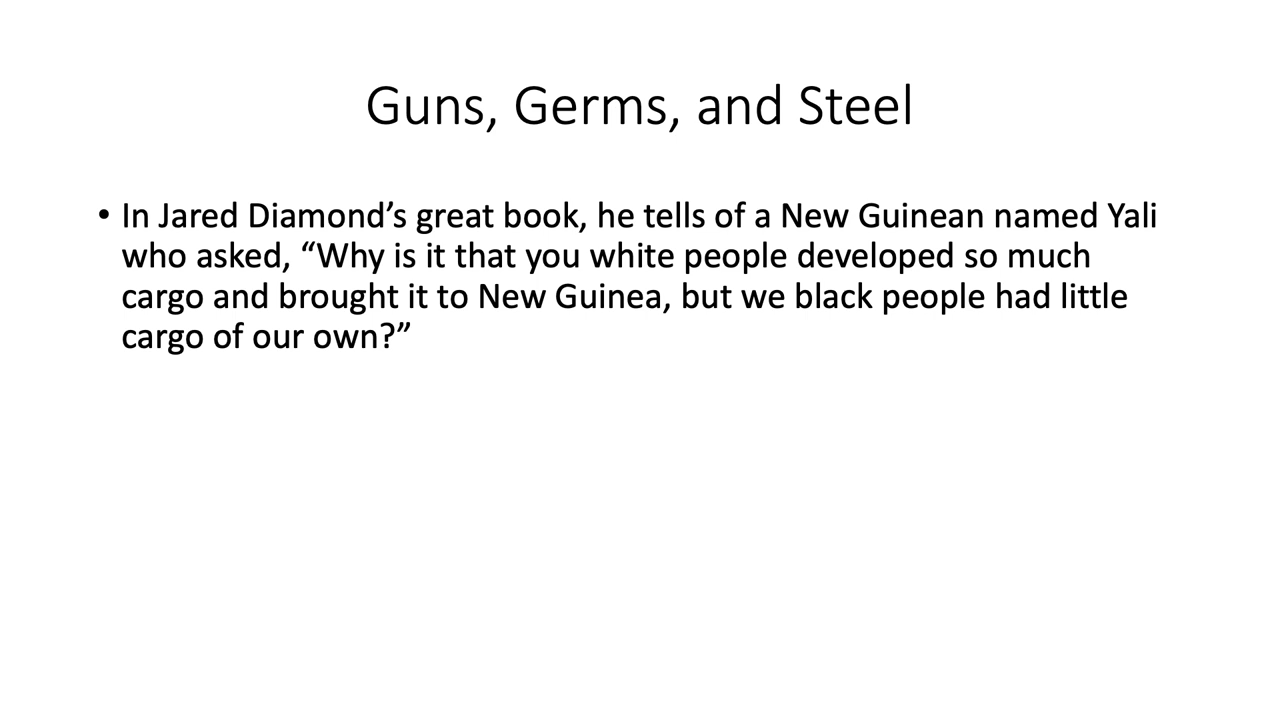 Guns, Germs, and Steel
• In Jared Diamond’s great book, he tells of a New Guinean named Yali
who asked, “Why is it that you white people developed so much
cargo and brought it to New Guinea, but we black people had little
cargo of our own?”